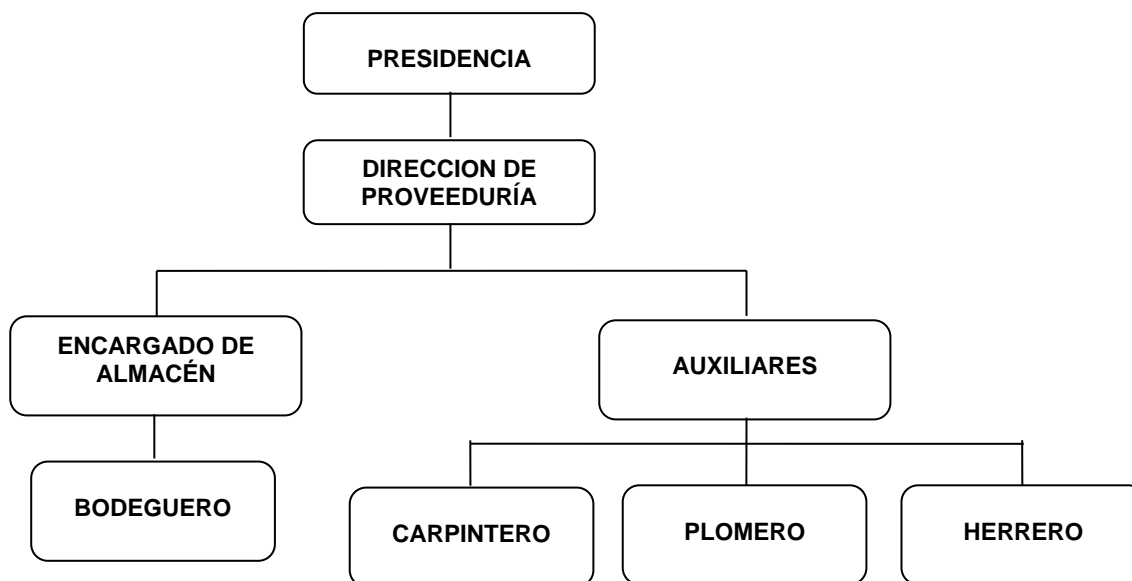 PRESIDENCIA
DIRECCION DE
PROVEEDURÍA
ENCARGADO DE
ALMACÉN
AUXILIARES
BODEGUERO
CARPINTERO
PLOMERO
HERRERO